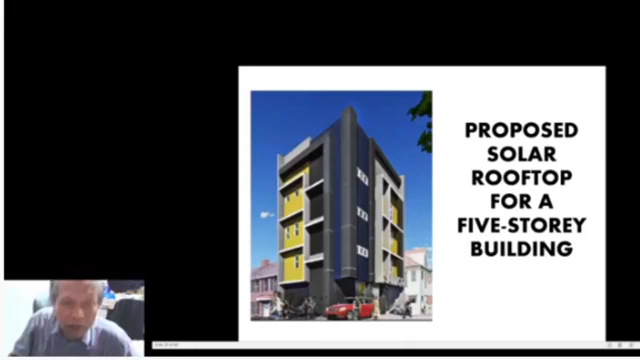 PROPOSED
SOLAR
ROOFTOP
FOR A
FIVE-STOREY
BUILDING